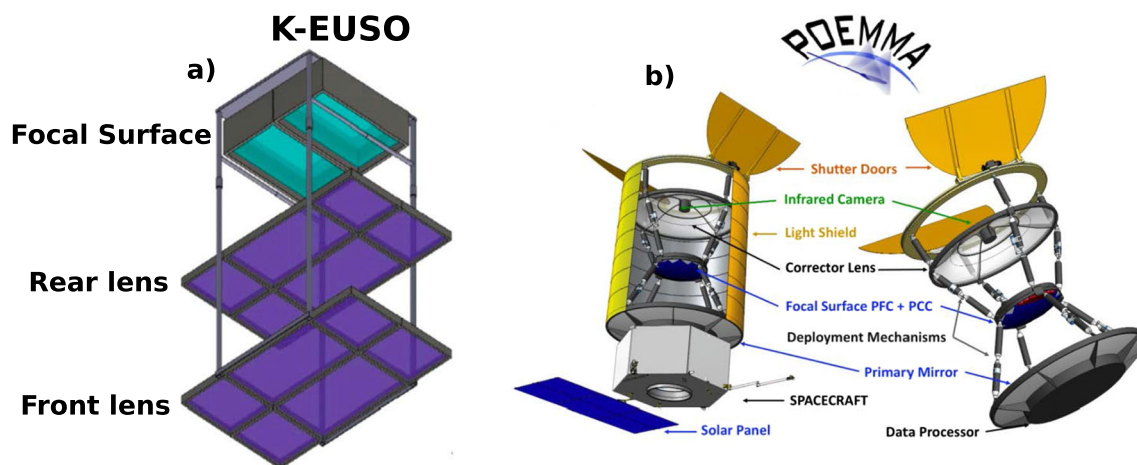 K-EUSO
a)
Focal Surface
Rear lens
Front lens
POEMMA
b)
Shutter Doors
Infrared Camera
Light Shield
Corrector Lens
Focal Surface PFC + PCC
Deployment Mechanisms
Primary Mirror
SPACECRAFT
Solar Panel
Data Processor